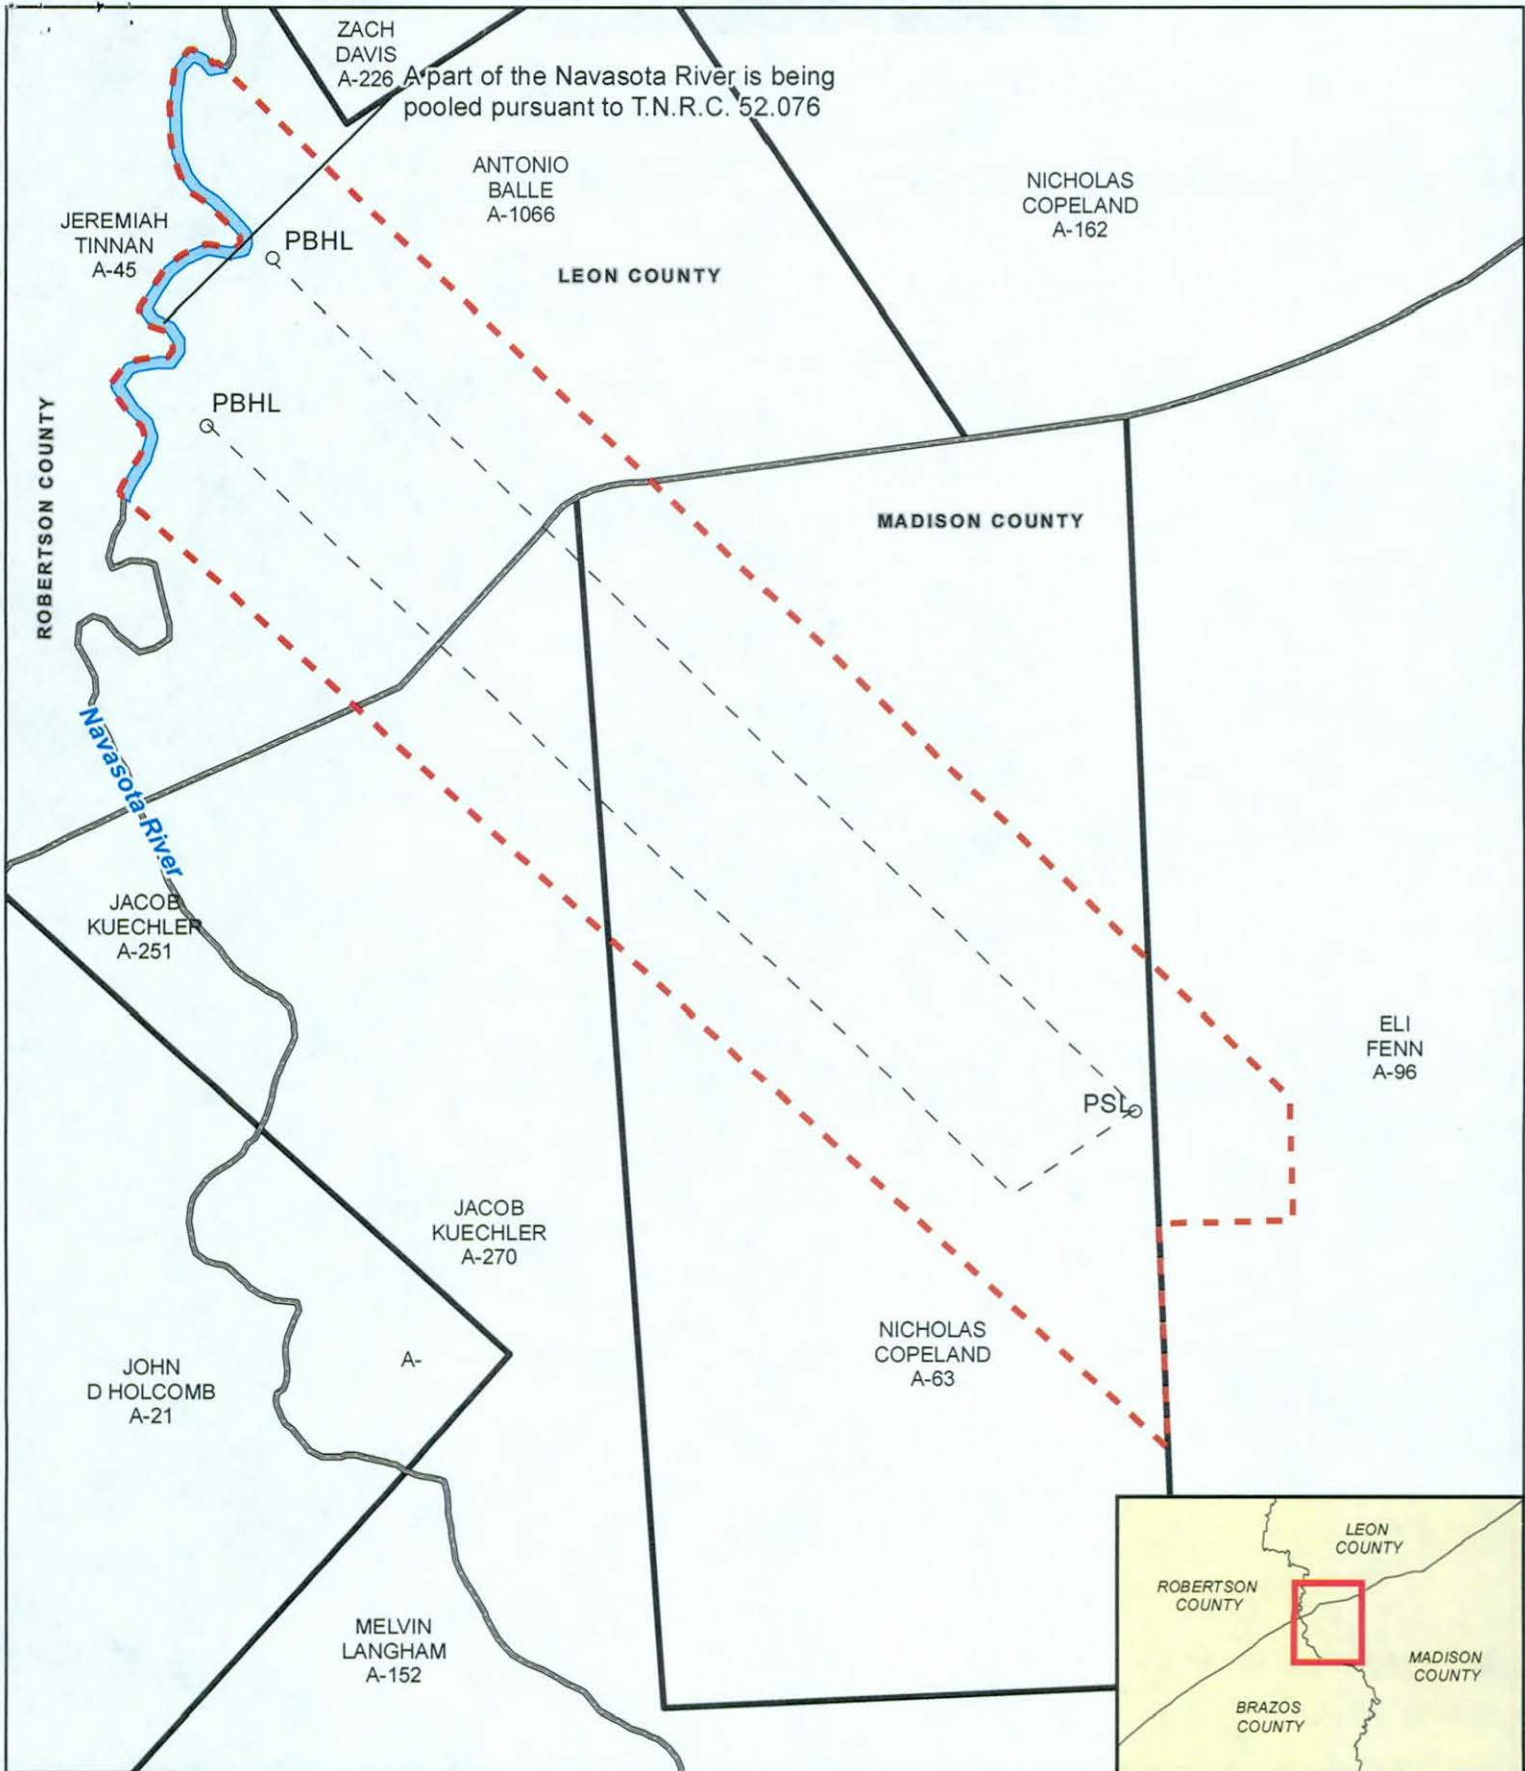 ZACH
DAVIS
A-226
A part of the Navasota River is being
pooled pursuant to T.N.R.C. 52.076
ANTONIO
BALLE
A-1066
NICHOLAS
COPELAND
A-162
JEREMIAH
TINNAN
A-45
PBHL
LEON COUNTY
PBHL
ROBERTSON COUNTY
MADISON COUNTY
Navasota River
JACOB
KUECHLER
A-251
ELI
FENN
A-96
PSL
JACOB
KUECHLER
A-270
NICHOLAS
COPELAND
A-63
JOHN
D HOLCOMB
A-21
A-
MELVIN
LANGHAM
A-152
LEON
COUNTY
ROBERTSON
COUNTY
MADISON
COUNTY
BRAZOS
COUNTY